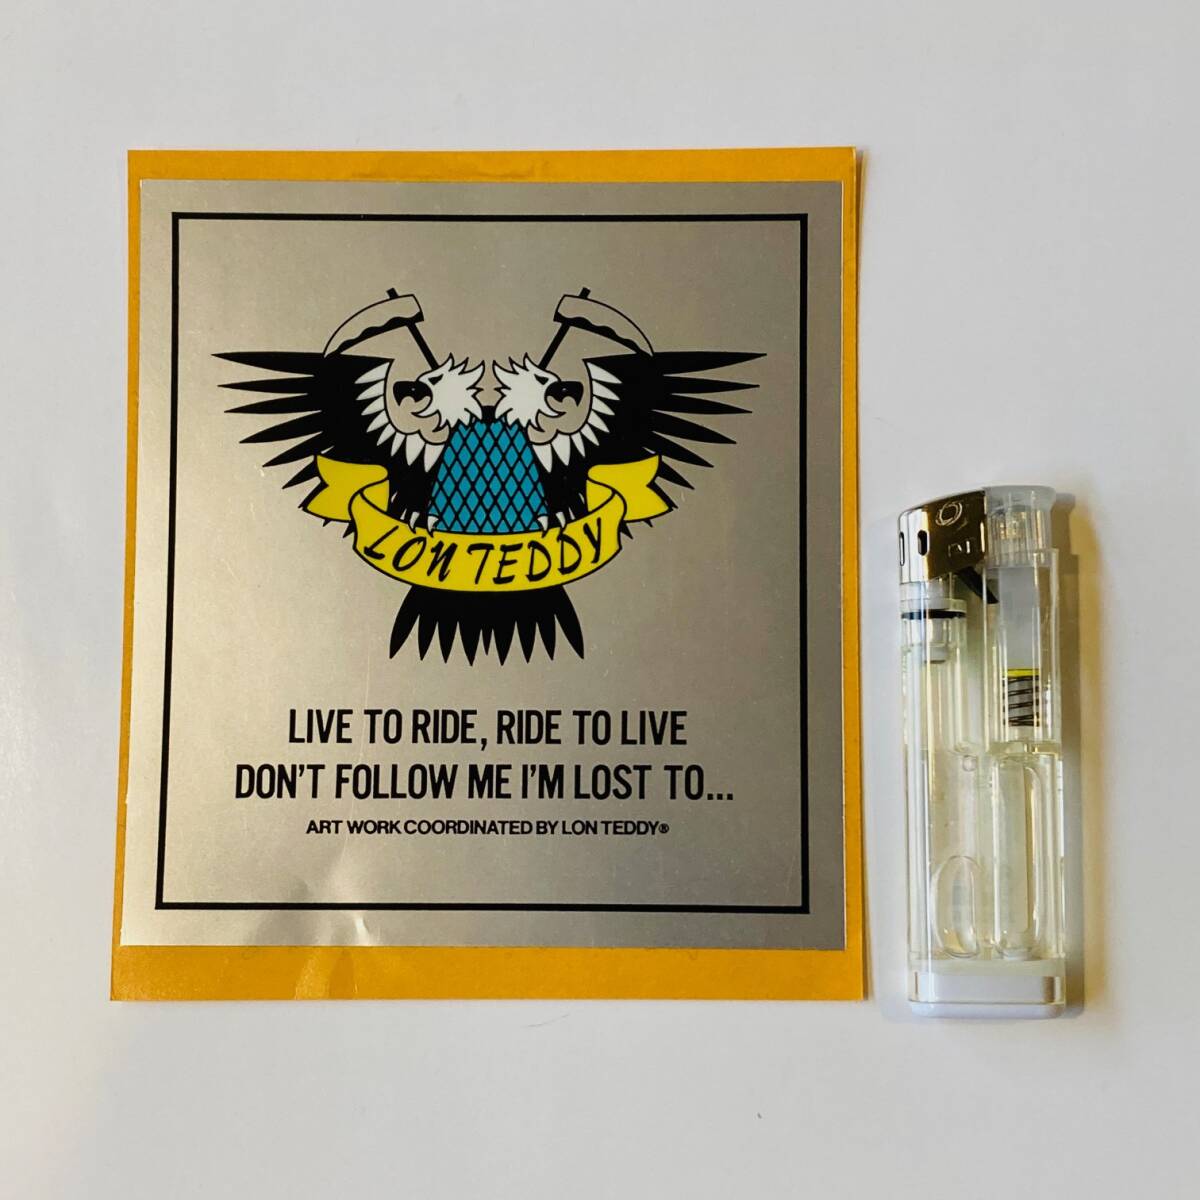 LON TEDDY
LIVE TO RIDE, RIDE TO LIVE
DON'T FOLLOW ME I'M LOST TO...
ART WORK COORDINATED BY LON TEDDY®